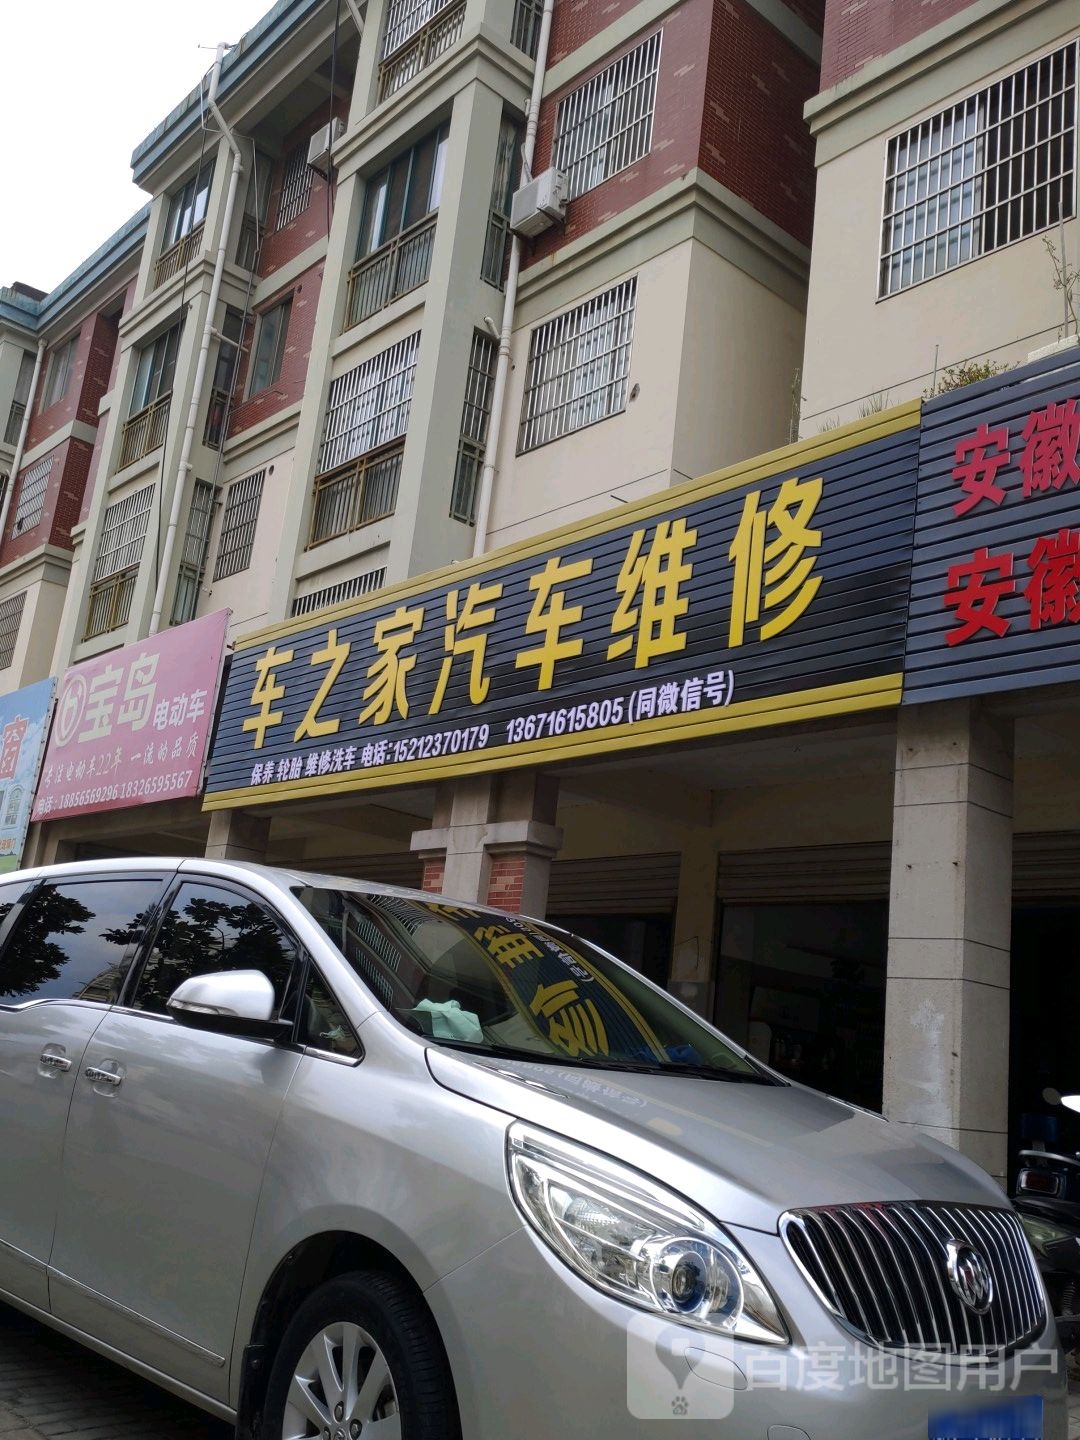 车之家汽车维修
保养 轮胎 维修洗车 电话:15212370179 13671615805(同微信号)
宝岛电动车
专注电动车22年 一流的品质
电话:18856569296 18326595567
安徽
安徽
百度地图用户